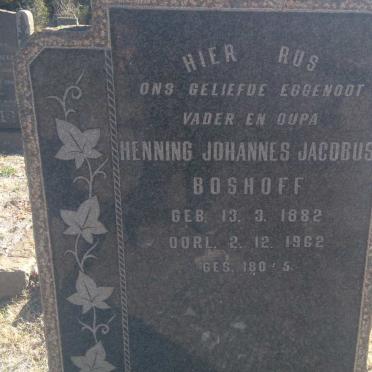 HIER RUS
ONS GELIEFDE EGGENOOT
VADER EN OUPA
HENNING JOHANNES JACOBUS
BOSHOFF
GEB. 13. 3. 1882
OORL. 2. 12. 1962
GES. 180 : 5.